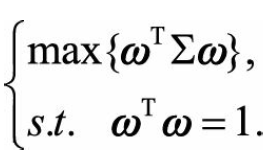 max{ω^T Σω},
s.t. ω^T ω = 1.